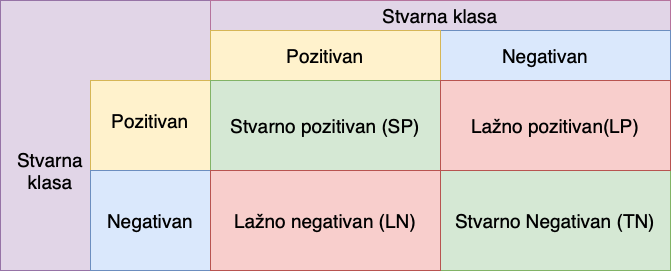 Stvarna klasa
Pozitivan Negativan
Pozitivan Stvarno pozitivan (SP) Lažno pozitivan(LP)
Stvarna
klasa
Negativan Lažno negativan (LN) Stvarno Negativan (TN)